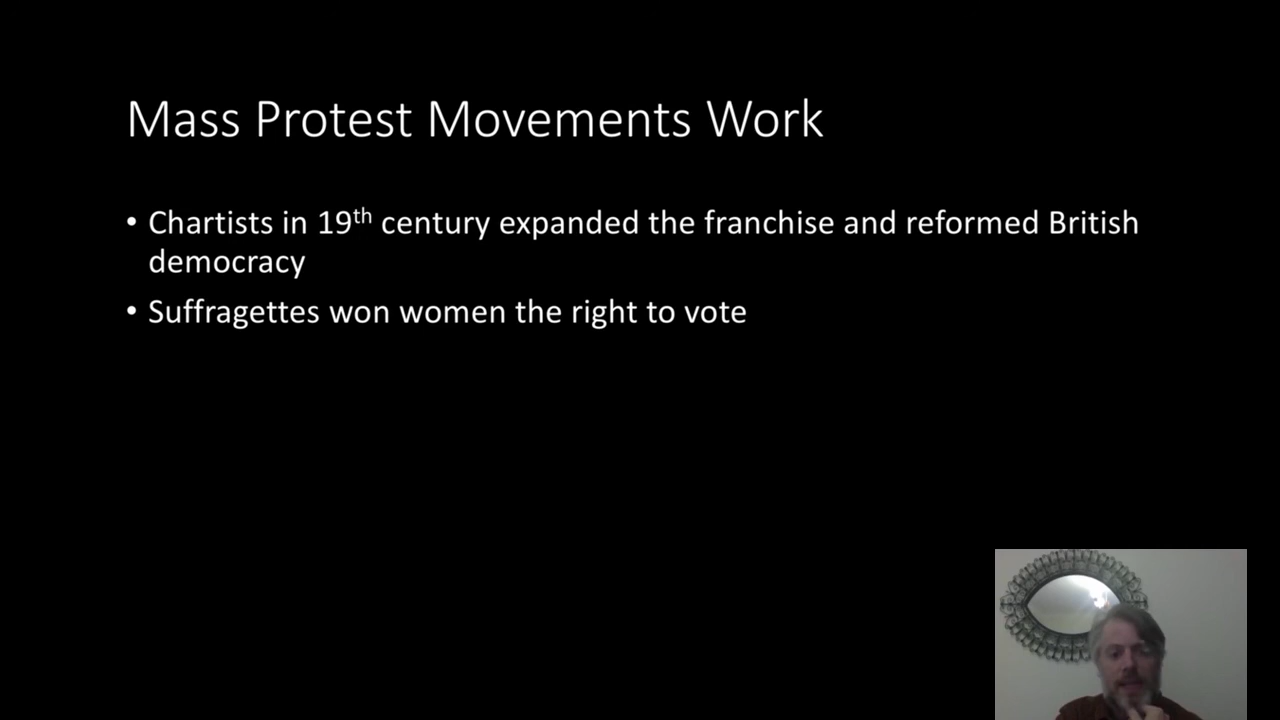 Mass Protest Movements Work
• Chartists in 19th century expanded the franchise and reformed British
democracy
• Suffragettes won women the right to vote